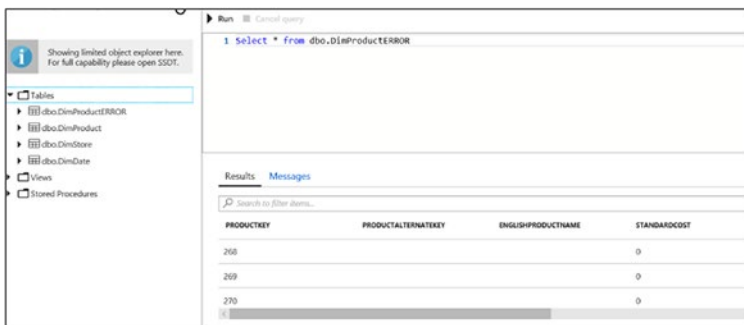 Run Cancel query
1 Select * from dbo.DimProductERROR
Showing limited object explorer here.
For full capability please open SSDT.
Tables
dbo.DimProductERROR
dbo.DimProduct
dbo.DimStore
dbo.DimDate
Views
Stored Procedures
Results Messages
Search to filter items...
PRODUCTKEY PRODUCTALTERNATEKEY ENGLISHPRODUCTNAME STANDARDCOST
268 0
269 0
270 0